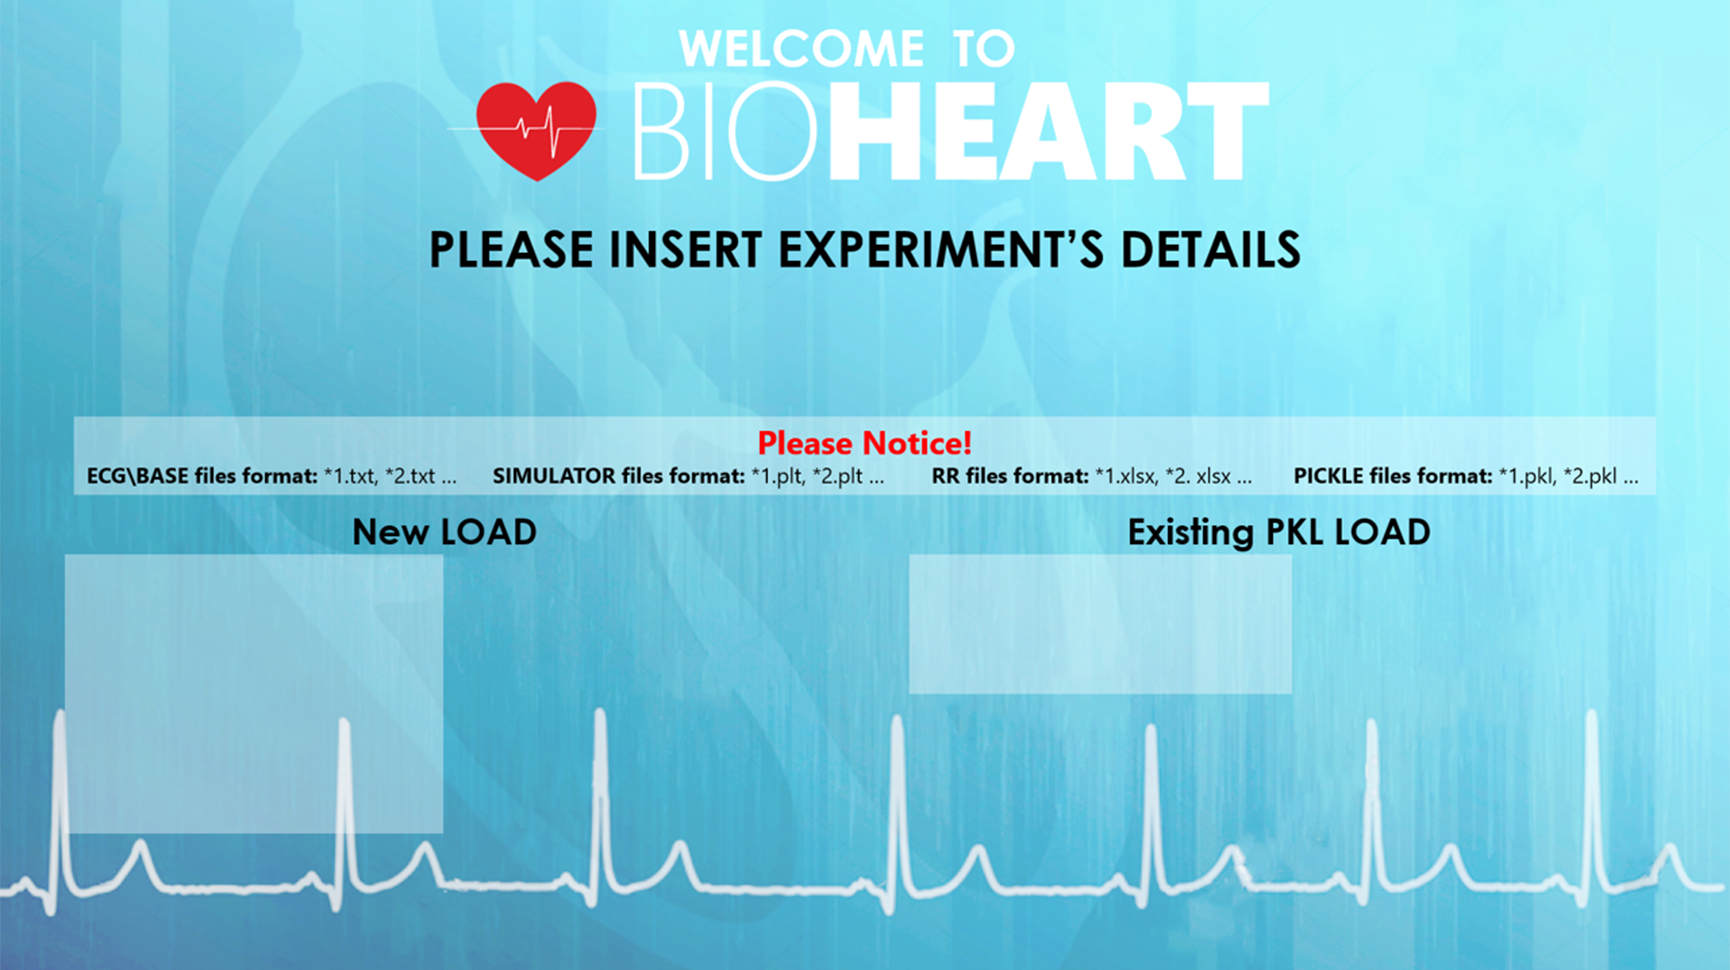 WELCOME TO
BIOHEART
PLEASE INSERT EXPERIMENT’S DETAILS
Please Notice!
ECG\BASE files format: *1.txt, *2.txt ... SIMULATOR files format: *1.plt, *2.plt ... RR files format: *1.xlsx, *2. xlsx ... PICKLE files format: *1.pkl, *2.pkl ...
New LOAD Existing PKL LOAD